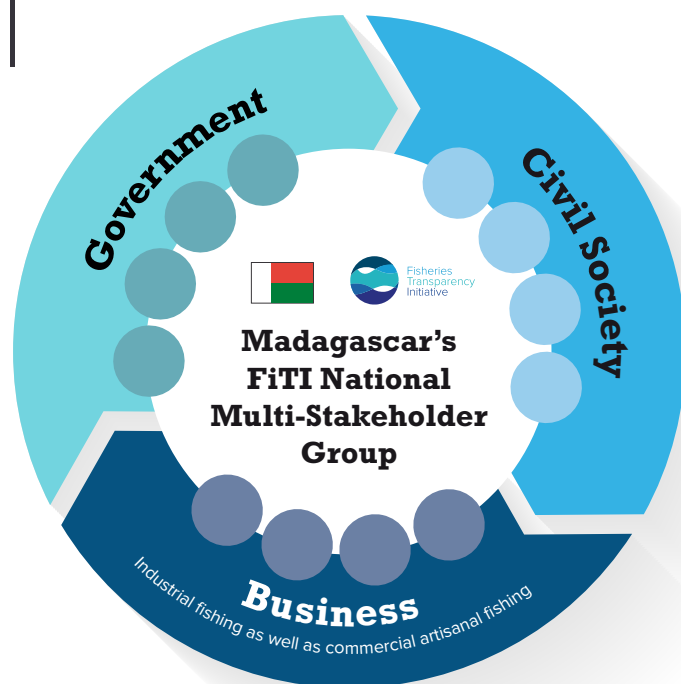 Government
Civil Society
Fisheries
Transparency
Initiative
Madagascar’s
FiTI National
Multi-Stakeholder
Group
Business
Industrial fishing as well as commercial artisanal fishing